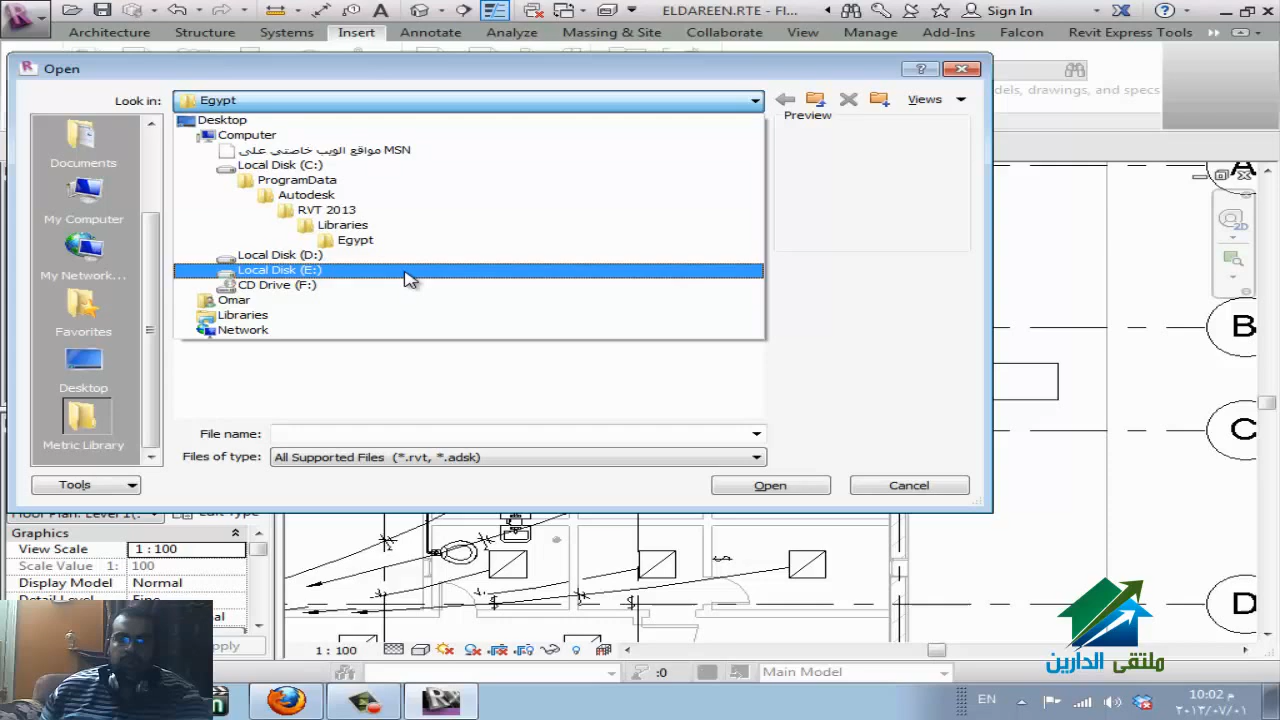 ELDAREEN.RTE - FI...
Sign In
Architecture
Structure
Systems
Insert
Annotate
Analyze
Massing & Site
Collaborate
View
Manage
Add-Ins
Falcon
Revit Express Tools
Open
Look in:
Egypt
Views
dels, drawings, and specs
Preview
Desktop
Computer
مواقع الويب خاصتي على MSN
Local Disk (C:)
ProgramData
Autodesk
RVT 2013
Libraries
Egypt
Local Disk (D:)
Local Disk (E:)
CD Drive (F:)
Omar
Libraries
Network
Documents
My Computer
My Network...
Favorites
Desktop
Metric Library
File name:
Files of type:
All Supported Files (*.rvt, *.adsk)
Tools
Open
Cancel
A
B
C
D
Graphics
View Scale
1 : 100
Scale Value 1:
100
Display Model
Normal
1 : 100
:0
Main Model
ملتقى الدارين
EN
10:02 م
٢٠١٣/٠٧/٠١